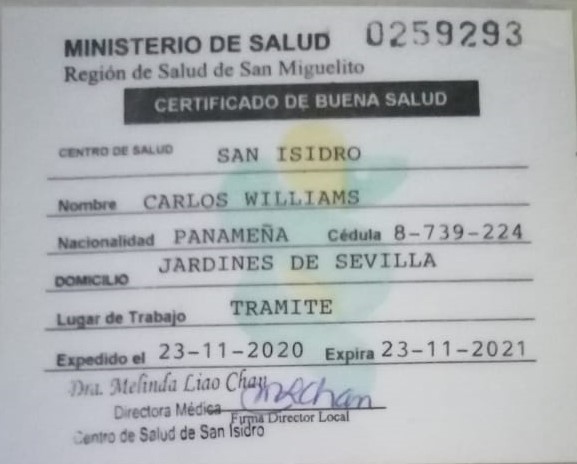 MINISTERIO DE SALUD 0259293
Región de Salud de San Miguelito
CERTIFICADO DE BUENA SALUD
CENTRO DE SALUD SAN ISIDRO
Nombre CARLOS WILLIAMS
Nacionalidad PANAMEÑA Cédula 8-739-224
DOMICILIO JARDINES DE SEVILLA
Lugar de Trabajo TRAMITE
Expedido el 23-11-2020 Expira 23-11-2021
Dra. Melinda Liao Chan
Directora Médica
Firma Director Local
Centro de Salud de San Isidro